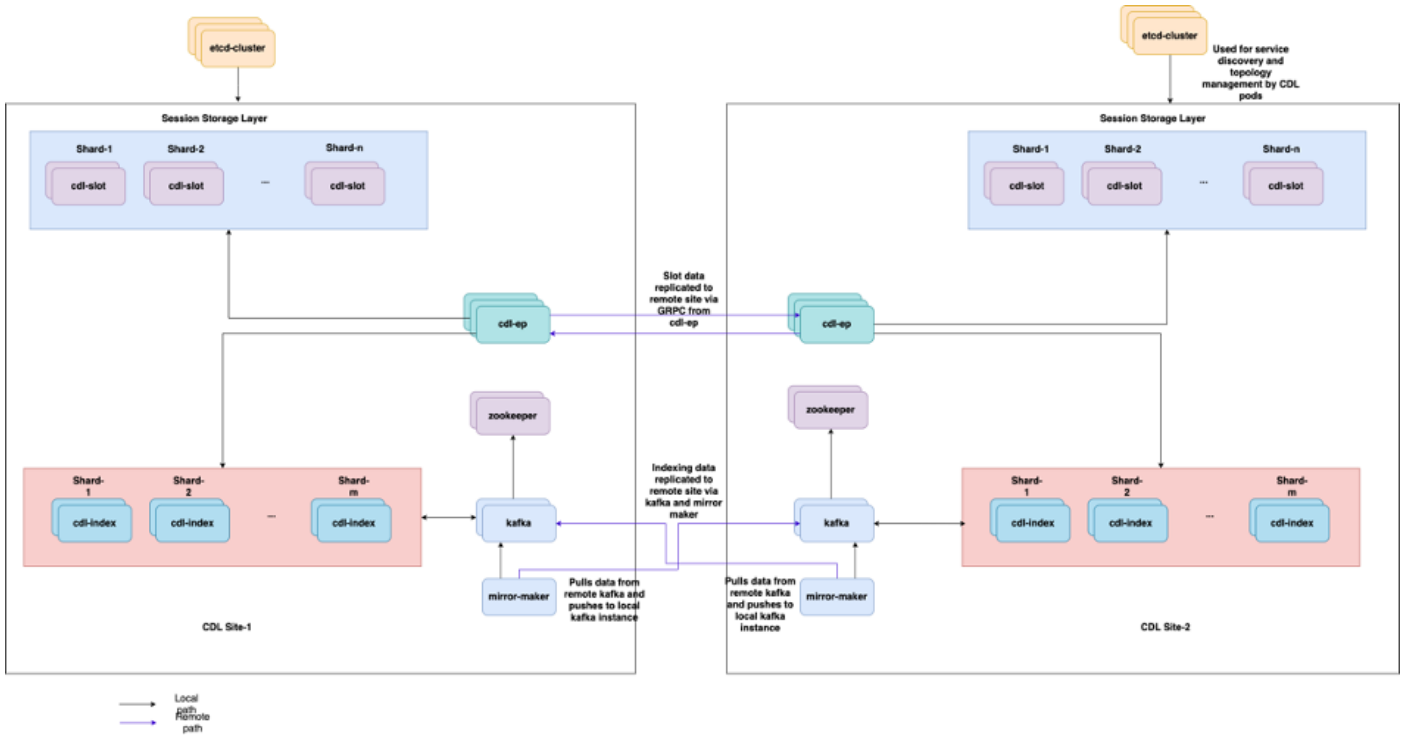 etcd-cluster
etcd-cluster
Used for service
discovery and
topology
management by CDL
pods
Session Storage Layer
Shard-1
Shard-2
Shard-n
cdl-slot
cdl-slot
...
cdl-slot
Session Storage Layer
Shard-1
Shard-2
Shard-n
cdl-slot
cdl-slot
...
cdl-slot
Slot data
replicated to
remote site via
GRPC from
cdl-ep
cdl-ep
cdl-ep
zookeeper
zookeeper
Shard-
1
Shard-
2
Shard-
m
cdl-index
cdl-index
...
cdl-index
Indexing data
replicated to
remote site via
kafka and mirror
maker
kafka
kafka
Shard-
1
Shard-
2
Shard-
m
cdl-index
cdl-index
...
cdl-index
mirror-maker
Pulls data from
remote kafka and
pushes to local
kafka instance
Pulls data from
remote kafka
and pushes to
local kafka
instance
mirror-maker
CDL Site-1
CDL Site-2
Local
path
Remote
path